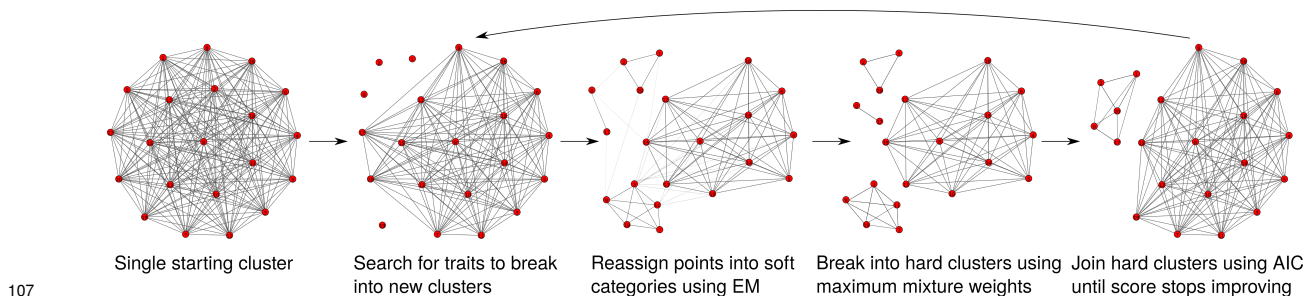 Single starting cluster
Search for traits to break
into new clusters
Reassign points into soft
categories using EM
Break into hard clusters using
maximum mixture weights
Join hard clusters using AIC
until score stops improving
107